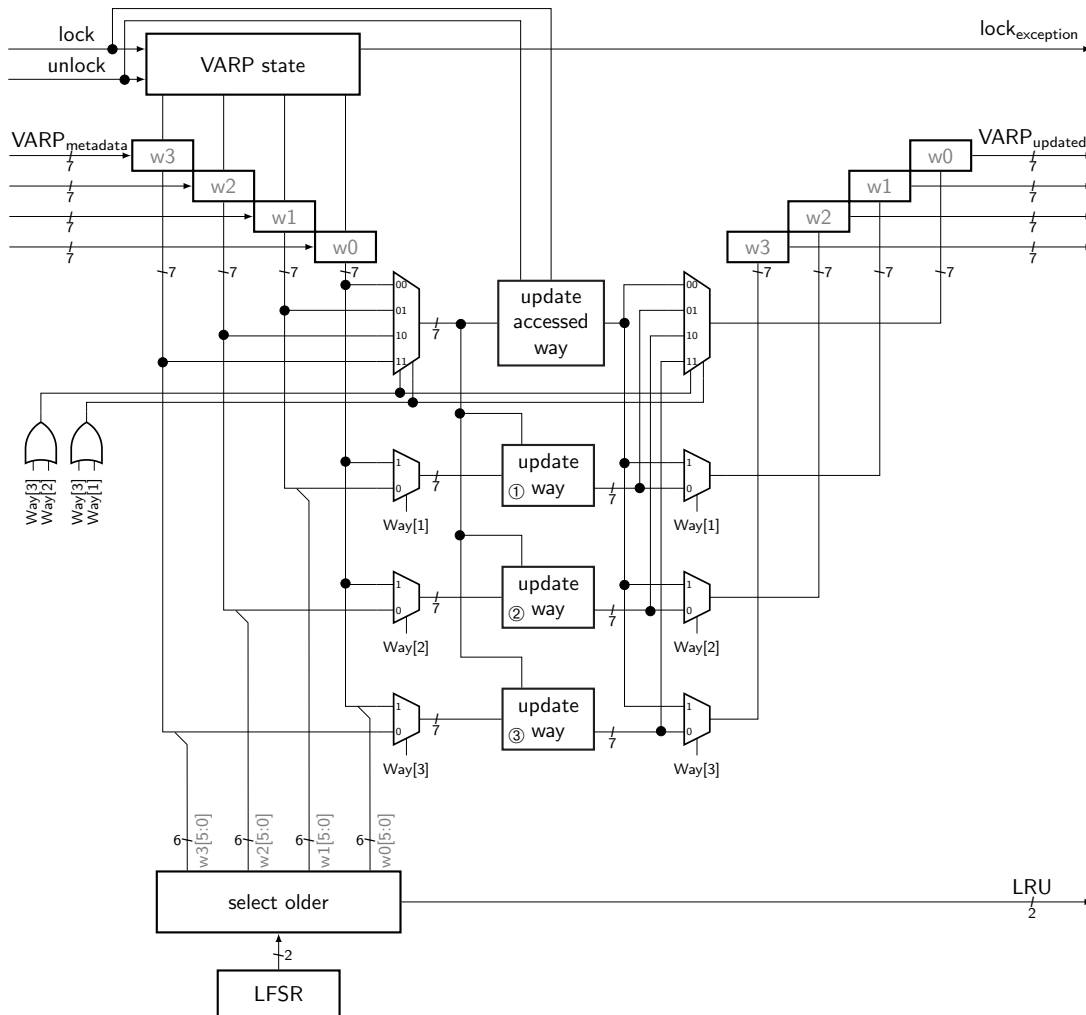 lock
lock_exception
unlock
VARP state
VARP_metadata
VARP_updated
7
w3
w0
7
7
w2
w1
7
7
w1
w2
7
7
w0
w3
7
7
7
7
7
7
7
7
7
00
01
10
11
7
update
accessed
way
00
01
10
11
Way[3]
Way[2]
Way[3]
Way[1]
1
0
7
update
way
①
7
1
0
Way[1]
Way[1]
1
0
7
update
way
②
7
1
0
Way[2]
Way[2]
1
0
7
update
way
③
7
1
0
Way[3]
Way[3]
6
w3[5:0]
6
w2[5:0]
6
w1[5:0]
6
w0[5:0]
select older
LRU
2
2
LFSR